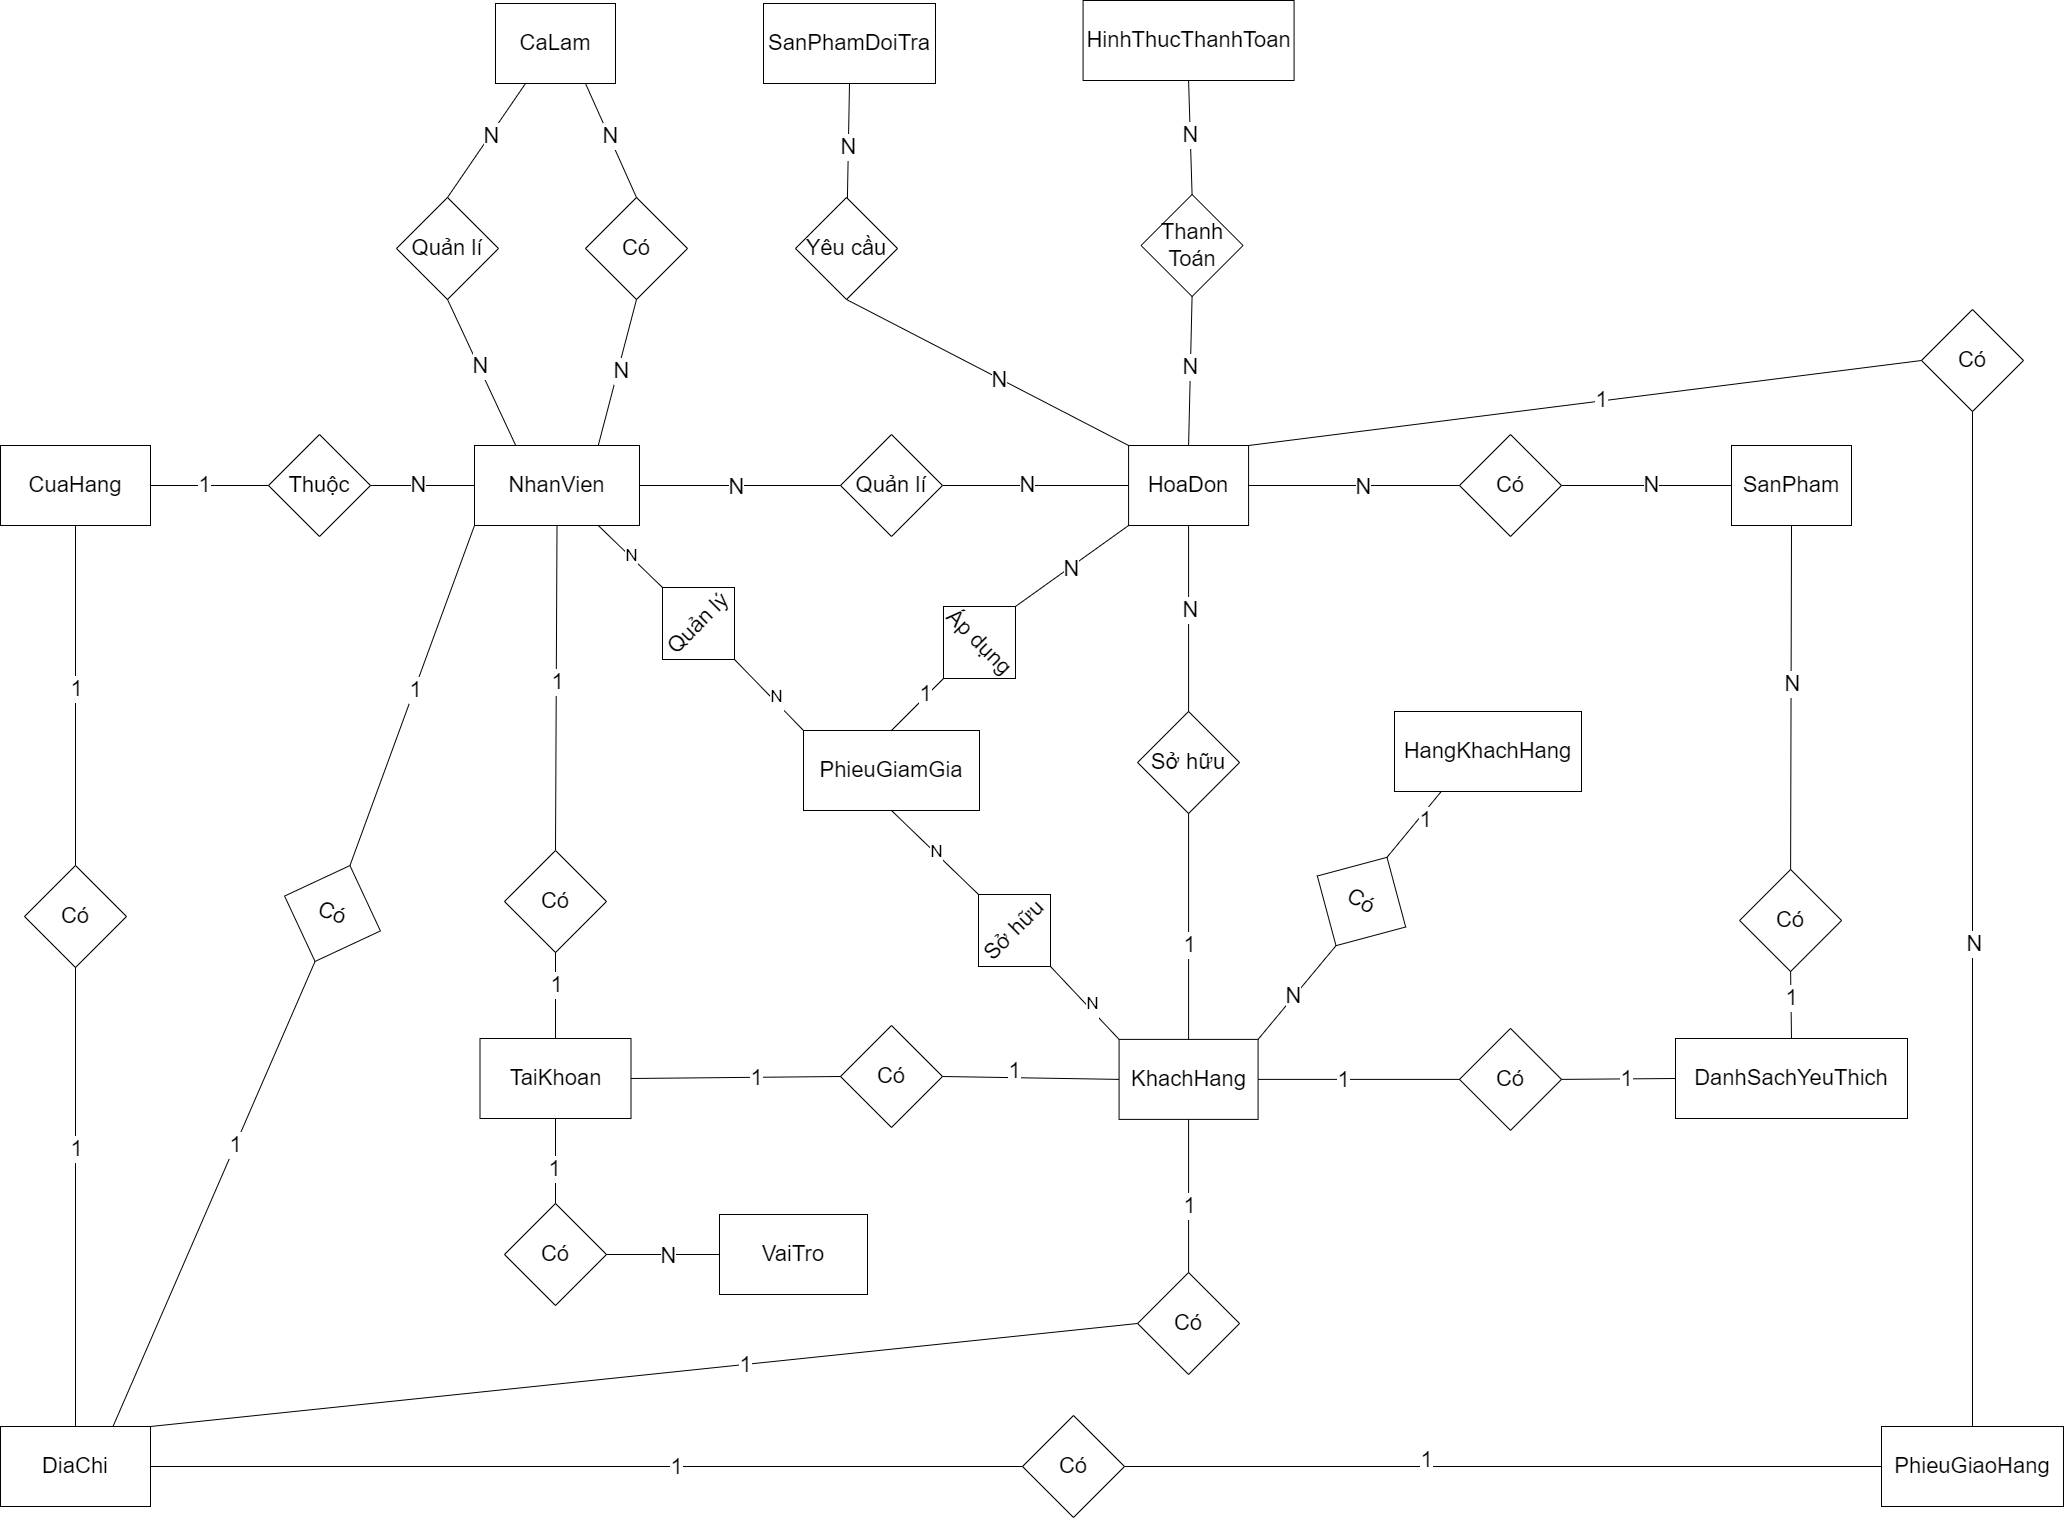 CaLam
SanPhamDoiTra
HinhThucThanhToan
N
N
N
N
Quản lí
Có
Yêu cầu
Thanh
Toán
N
N
N
N
Có
1
CuaHang
1
Thuộc
N
NhanVien
N
Quản lí
N
HoaDon
N
Có
N
SanPham
N
N
N
Quản lý
Áp dụng
1
1
1
N
1
N
N
PhieuGiamGia
Sở hữu
HangKhachHang
1
N
Có
Có
Có
Sở hữu
Có
Có
1
N
1
N
N
1
TaiKhoan
1
Có
1
KhachHang
1
Có
1
DanhSachYeuThich
1
1
1
1
Có
N
VaiTro
Có
1
DiaChi
1
Có
1
PhieuGiaoHang